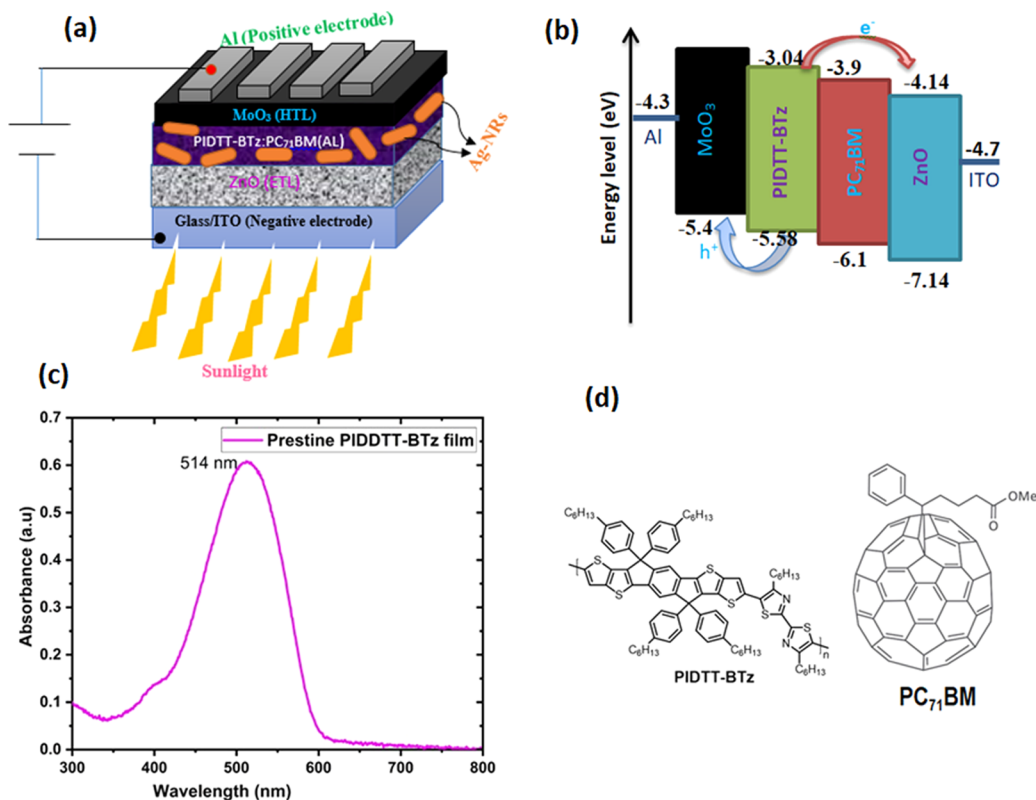 (a)
Al (Positive electrode)
MoO₃ (HTL)
PIDTT-BTz:PC₇₁BM(AL)
Ag-NRs
ZnO (ETL)
Glass/ITO (Negative electrode)
Sunlight
(b)
Energy level (eV)
e⁻
-3.04
-3.9
-4.14
-4.3
Al
MoO₃
PIDTT-BTz
PC₇₁BM
ZnO
-4.7
ITO
-5.4
-5.58
h⁺
-6.1
-7.14
(c)
Prestine PIDDTT-BTz film
514 nm
Absorbance (a.u)
0.7
0.6
0.5
0.4
0.3
0.2
0.1
0.0
300 400 500 600 700 800
Wavelength (nm)
(d)
C₆H₁₃
C₆H₁₃
C₆H₁₃
S
S
S
S
N
S
S
N
n
C₆H₁₃
C₆H₁₃
C₆H₁₃
PIDTT-BTz
OMe
O
PC₇₁BM